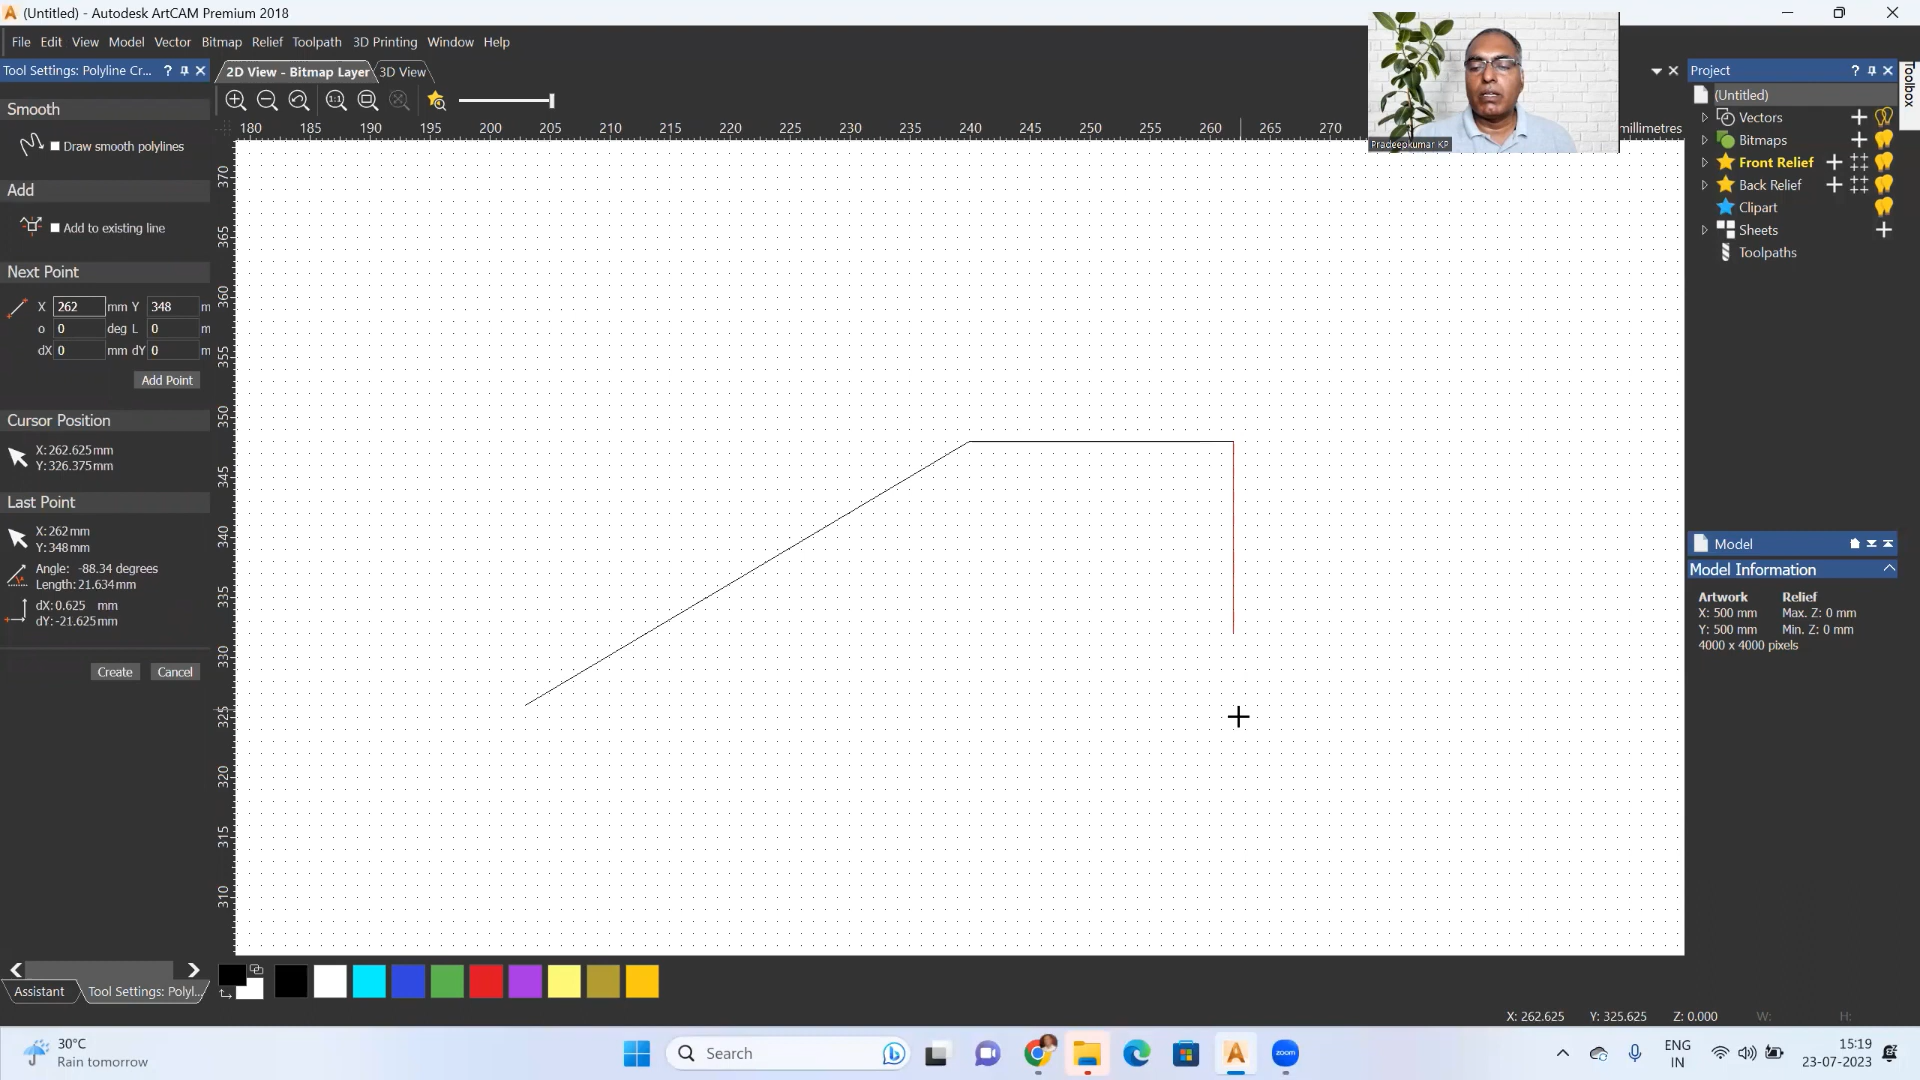 (Untitled) - Autodesk ArtCAM Premium 2018
File Edit View Model Vector Bitmap Relief Toolpath 3D Printing Window Help
Tool Settings: Polyline Cr... ?
2D View - Bitmap Layer 3D View
1:1
180 185 190 195 200 205 210 215 220 225 230 235 240 245 250 255 260 265 270 millimetres
370
365
360
355
350
345
340
335
330
325
320
315
310
Smooth
Draw smooth polylines
Add
Add to existing line
Next Point
X 262 mm Y 348 m
o 0 deg L 0 m
dX 0 mm dY 0 m
Add Point
Cursor Position
X: 262.625 mm
Y: 326.375 mm
Last Point
X: 262 mm
Y: 348 mm
Angle: -88.34 degrees
Length: 21.634 mm
dX: 0.625 mm
dY: -21.625 mm
Create Cancel
Assistant Tool Settings: Polyl...
Pradeepkumar KP
Project ?
Toolbox
(Untitled)
Vectors
Bitmaps
Front Relief
Back Relief
Clipart
Sheets
Toolpaths
Model
Model Information
Artwork Relief
X: 500 mm Max. Z: 0 mm
Y: 500 mm Min. Z: 0 mm
4000 x 4000 pixels
X: 262.625 Y: 325.625 Z: 0.000 W: H:
30°C
Rain tomorrow
Search
zoom
ENG
IN
15:19
23-07-2023